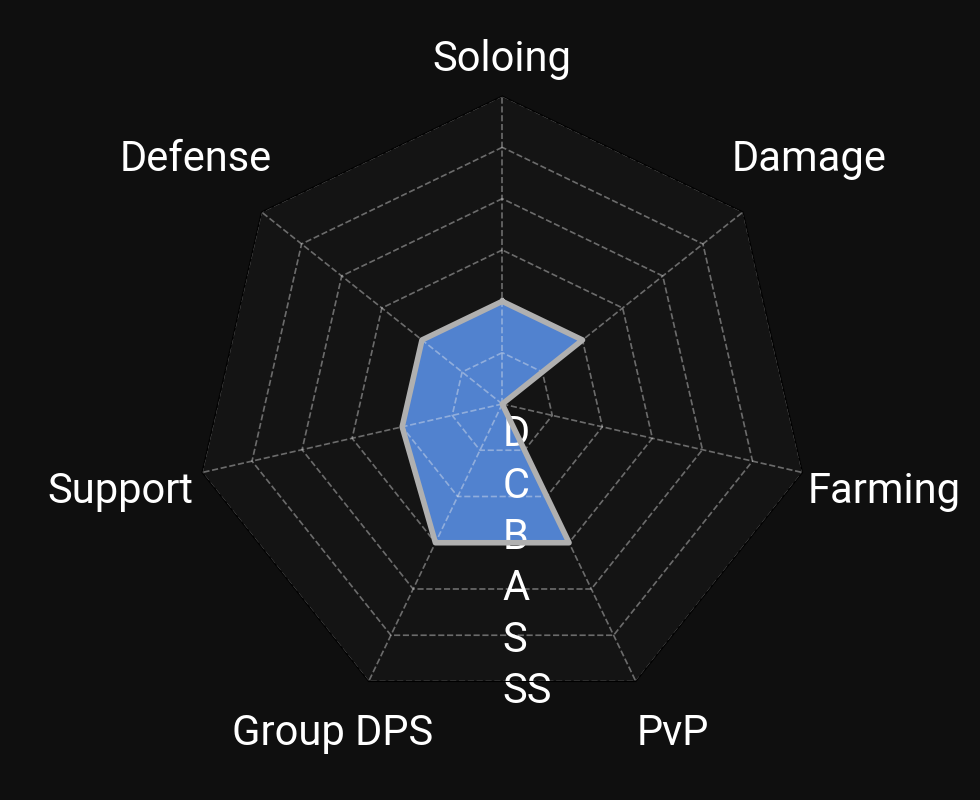 Soloing
Defense
Damage
D
C
Support
Farming
B
A
S
SS
Group DPS
PvP